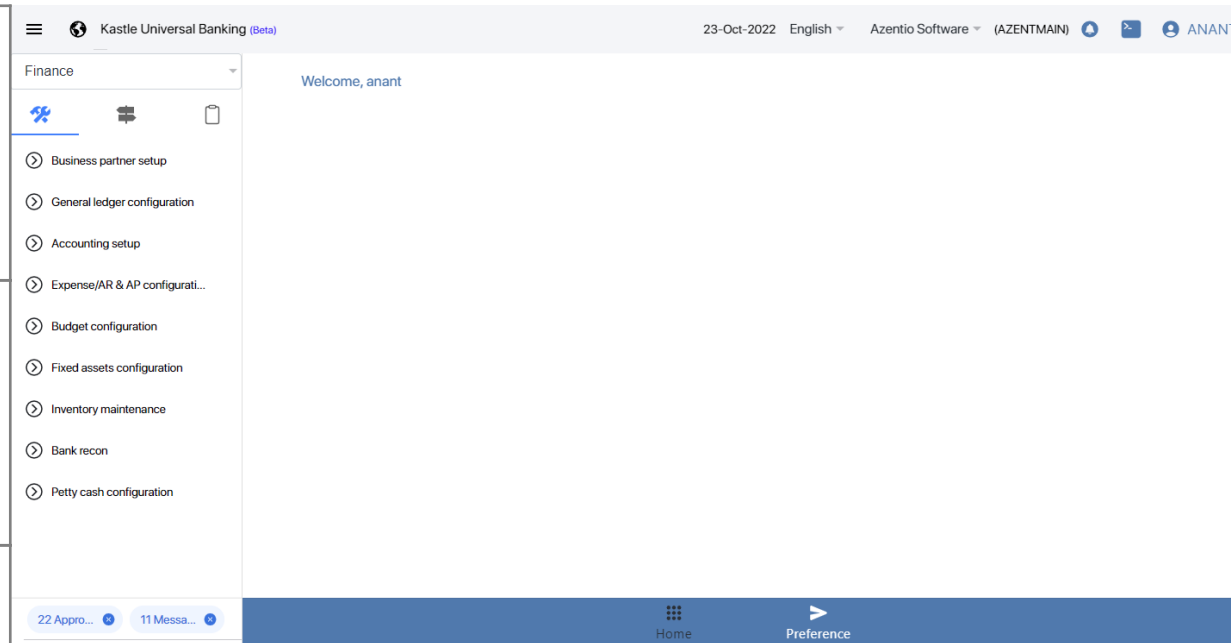 Kastle Universal Banking (Beta)
23-Oct-2022 English Azentio Software (AZENTMAIN) ANANT
Finance
Welcome, anant
Business partner setup
General ledger configuration
Accounting setup
Expense/AR & AP configurati...
Budget configuration
Fixed assets configuration
Inventory maintenance
Bank recon
Petty cash configuration
22 Appro... 11 Messa...
Home Preference